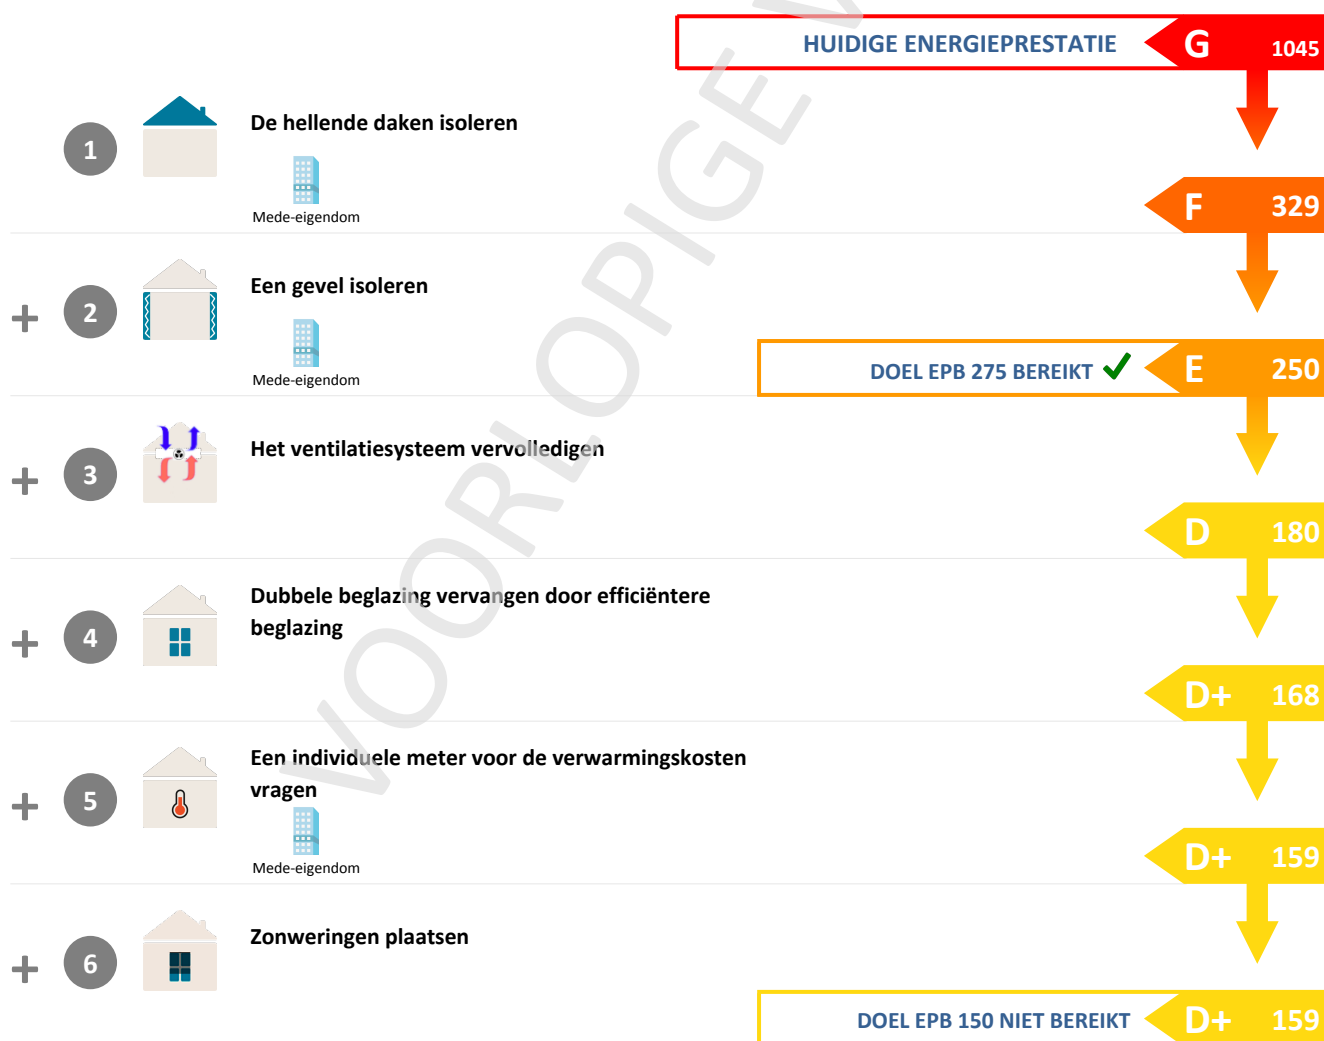 HUIDIGE ENERGIEPRESTATIE G 1045
1 De hellende daken isoleren
Mede-eigendom
F 329
+ 2 Een gevel isoleren
Mede-eigendom
DOEL EPB 275 BEREIKT ✓ E 250
+ 3 Het ventilatiesysteem vervolledigen
D 180
+ 4 Dubbele beglazing vervangen door efficiëntere
beglazing
D+ 168
+ 5 Een individuele meter voor de verwarmingskosten
vragen
Mede-eigendom
D+ 159
+ 6 Zonweringen plaatsen
DOEL EPB 150 NIET BEREIKT D+ 159
VOORLOPIGE